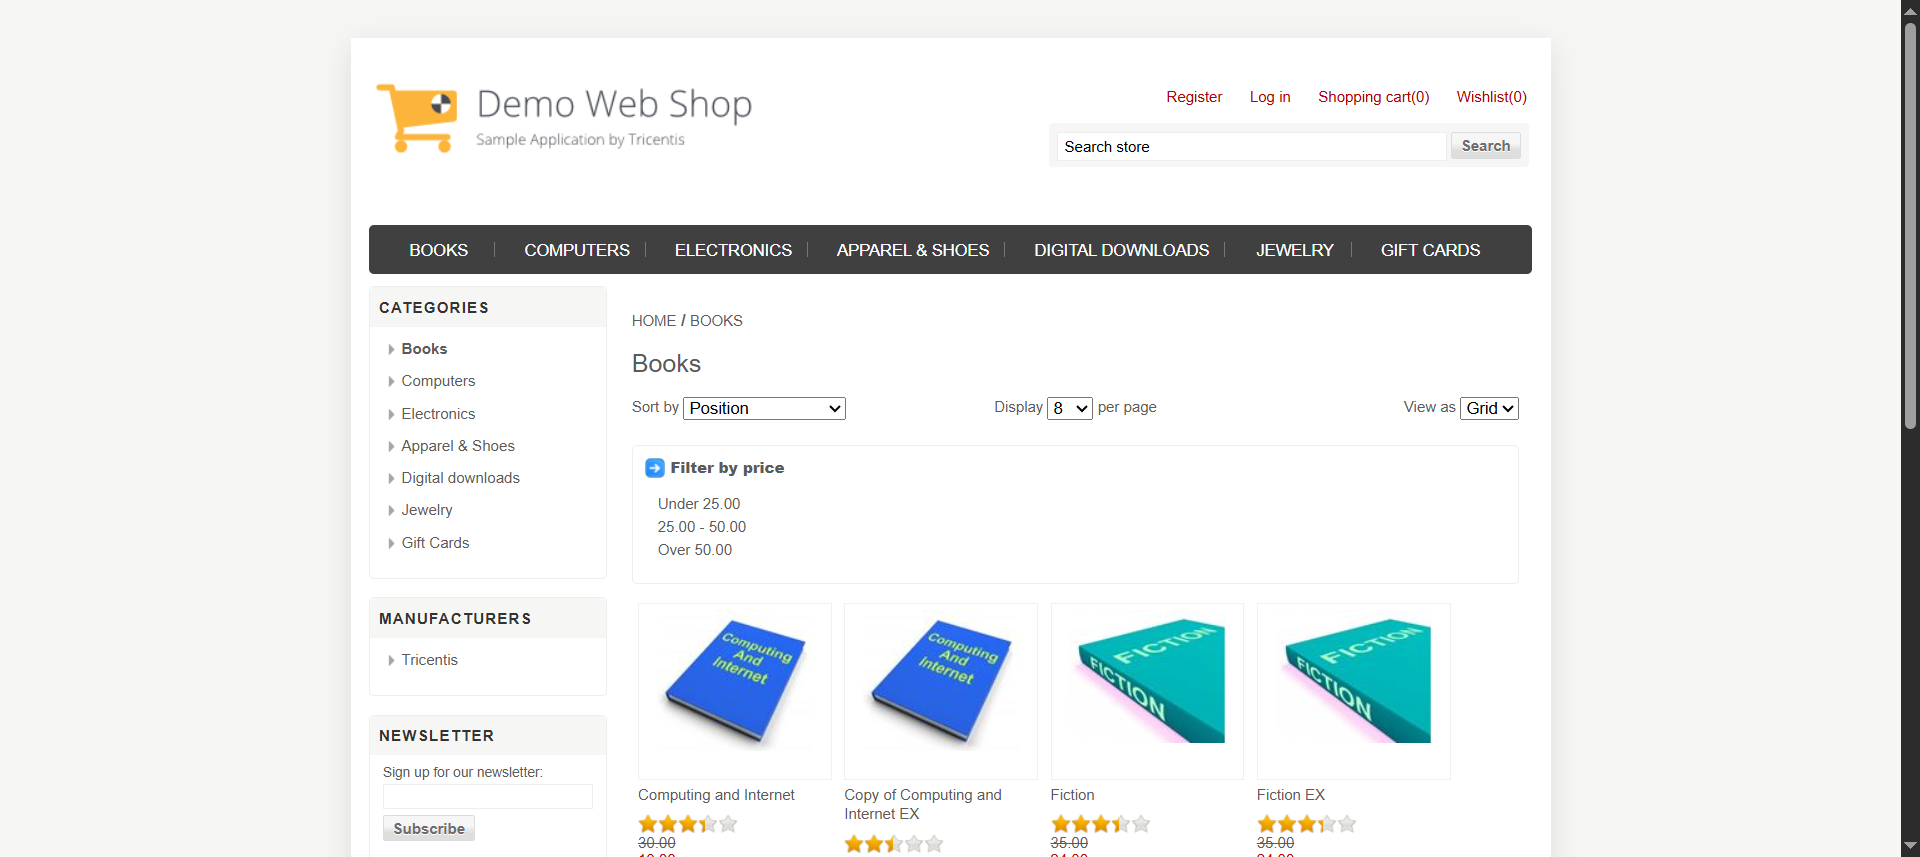 Demo Web Shop
Sample Application by Tricentis
Register Log in Shopping cart(0) Wishlist(0)
Search store Search
BOOKS COMPUTERS ELECTRONICS APPAREL & SHOES DIGITAL DOWNLOADS JEWELRY GIFT CARDS
CATEGORIES
Books
Computers
Electronics
Apparel & Shoes
Digital downloads
Jewelry
Gift Cards
MANUFACTURERS
Tricentis
NEWSLETTER
Sign up for our newsletter:
Subscribe
HOME / BOOKS
Books
Sort by Position Display 8 per page View as Grid
Filter by price
Under 25.00
25.00 - 50.00
Over 50.00
Computing
And
Internet
Computing
And
Internet
FICTION
FICTION
FICTION
FICTION
Computing and Internet
30.00
Copy of Computing and
Internet EX
Fiction
35.00
Fiction EX
35.00